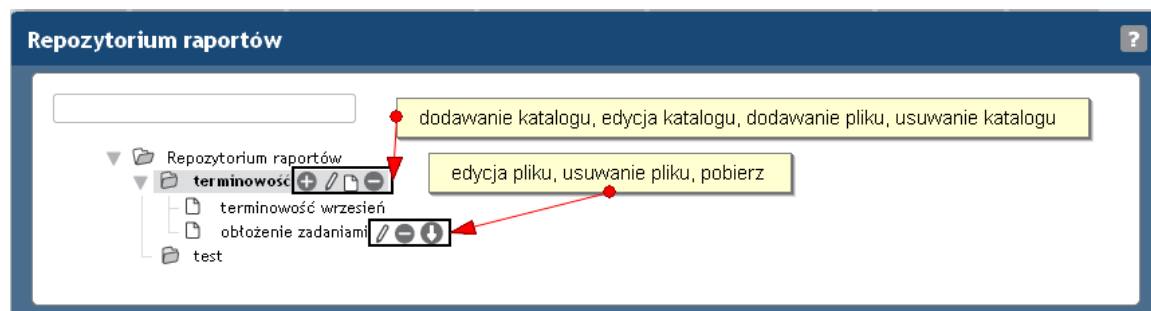 Repozytorium raportów
?
dodawanie katalogu, edycja katalogu, dodawanie pliku, usuwanie katalogu
Repozytorium raportów
edycja pliku, usuwanie pliku, pobierz
terminowość
terminowość wrzesień
obłożenie zadaniami
test